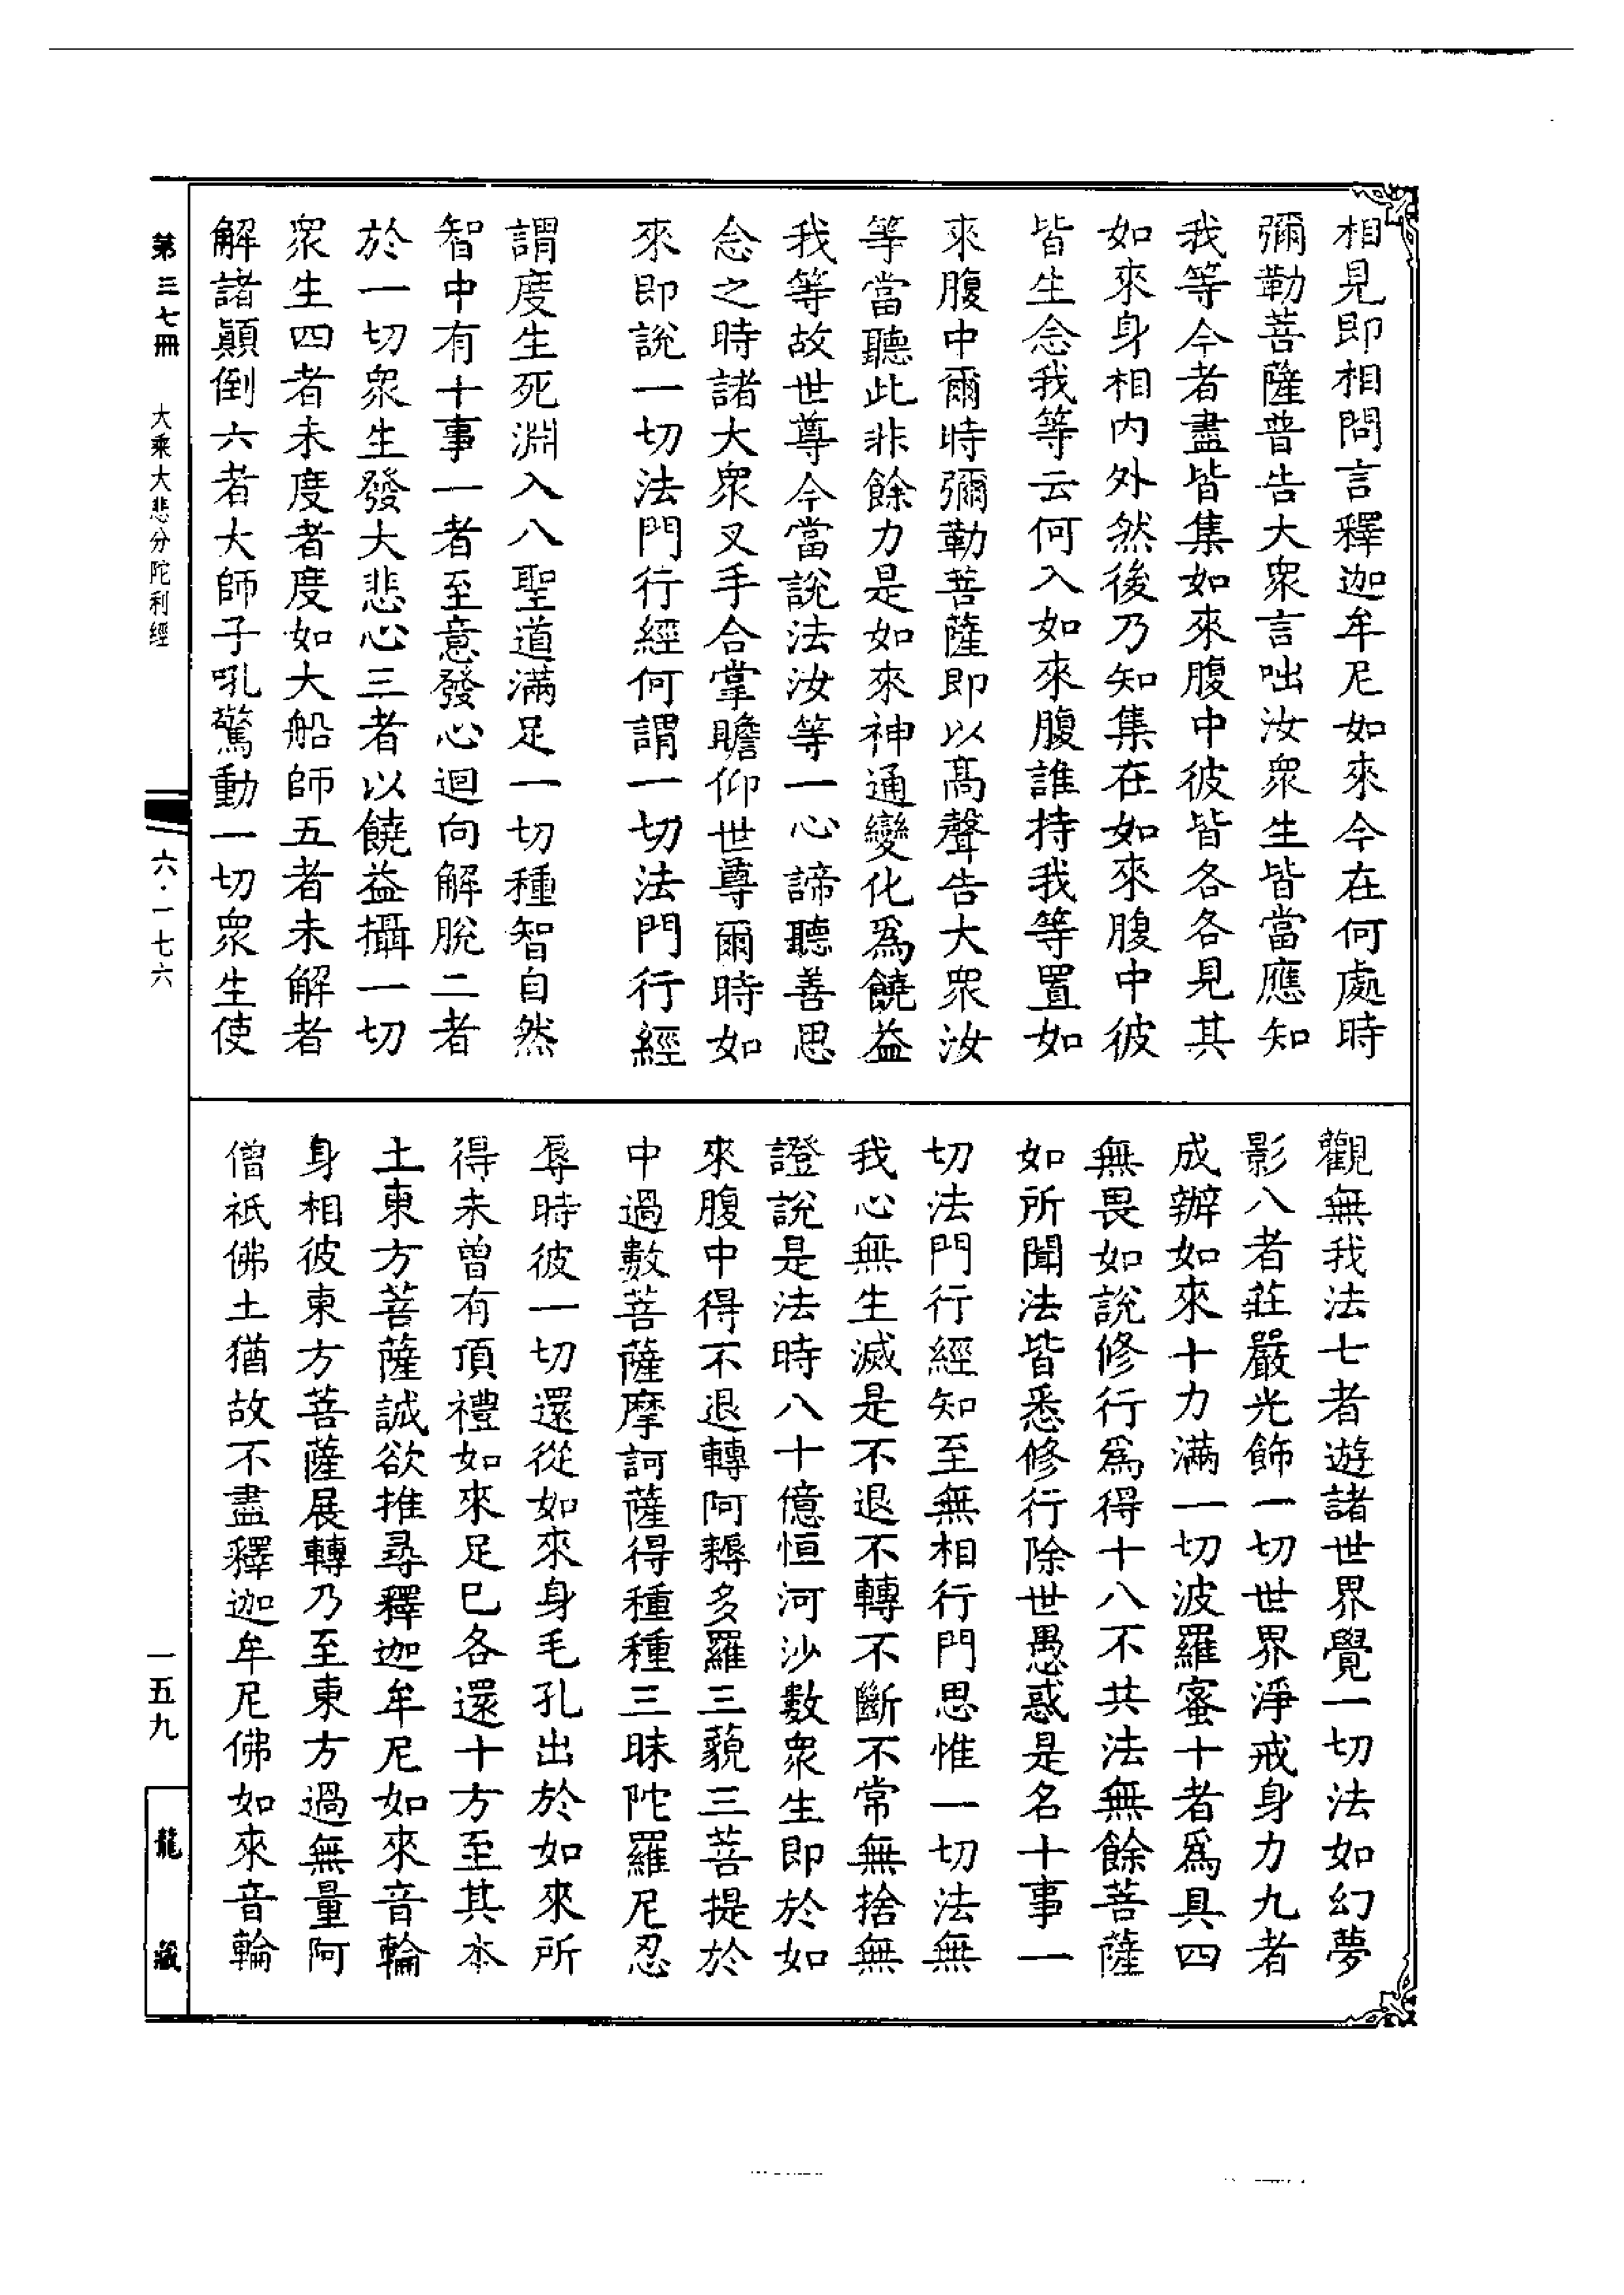 相見即相問言釋迦牟尼如來今在何處時
彌勒菩薩普告大衆言咄汝衆生皆當應知
我等今者盡皆集如來腹中彼皆各各見其
如來身相内外然後乃知集在如來腹中彼
皆生念我等云何入如來腹誰持我等置如
來腹中爾時彌勒菩薩即以髙聲告大衆汝
等當聽此非餘力是如來神通變化爲饒益
我等故世尊今當說法汝等一心諦聽善思
念之時諸大衆叉手合掌瞻仰世尊爾時如
來即說一切法門行經何謂一切法門行經
謂度生死淵入八聖道滿足一切種智自然
智中有十事一者至意發心迴向解脫二者
於一切衆生發大悲心三者以饒益攝一切
衆生四者未度者度如大船師五者未解者
解諸顛倒六者大師子吼驚動一切衆生使
觀無我法七者遊諸世界覺一切法如幻夢
影八者莊嚴光飾一切世界淨戒身力九者
成辦如來十力滿一切波羅蜜十者爲具四
無畏如說修行爲得十八不共法無餘菩薩
如所聞法皆悉修行除世愚惑是名十事一
切法門行經知至無相行門思惟一切法無
我心無生滅是不退不轉不斷不常無捨無
證說是法時八十億恒河沙數衆生即於如
來腹中得不退轉阿耨多羅三藐三菩提於
中過數菩薩摩訶薩得種種三昧陀羅尼忍
辱時彼一切還從如來身毛孔出於如來所
得未曾有頂禮如來足已各還十方至其本
土東方菩薩誠欲推尋釋迦牟尼如來音輪
身相彼東方菩薩展轉乃至東方過無量阿
僧祇佛土猶故不盡釋迦牟尼佛如來音輪
第三七冊 大乘大悲分陀利經
六·一七六
一五九
龍藏